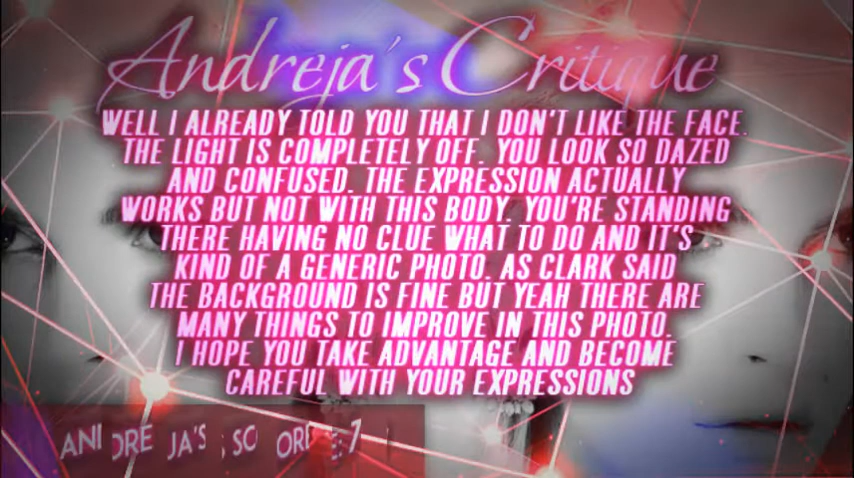 Andreja's Critique
WELL I ALREADY TOLD YOU THAT I DON'T LIKE THE FACE.
THE LIGHT IS COMPLETELY OFF. YOU LOOK SO DAZED
AND CONFUSED. THE EXPRESSION ACTUALLY
WORKS BUT NOT WITH THIS BODY. YOU'RE STANDING
THERE HAVING NO CLUE WHAT TO DO AND IT'S
KIND OF A GENERIC PHOTO. AS CLARK SAID
THE BACKGROUND IS FINE BUT YEAH THERE ARE
MANY THINGS TO IMPROVE IN THIS PHOTO.
I HOPE YOU TAKE ADVANTAGE AND BECOME
CAREFUL WITH YOUR EXPRESSIONS
ANDREJA'S SCORE: 7